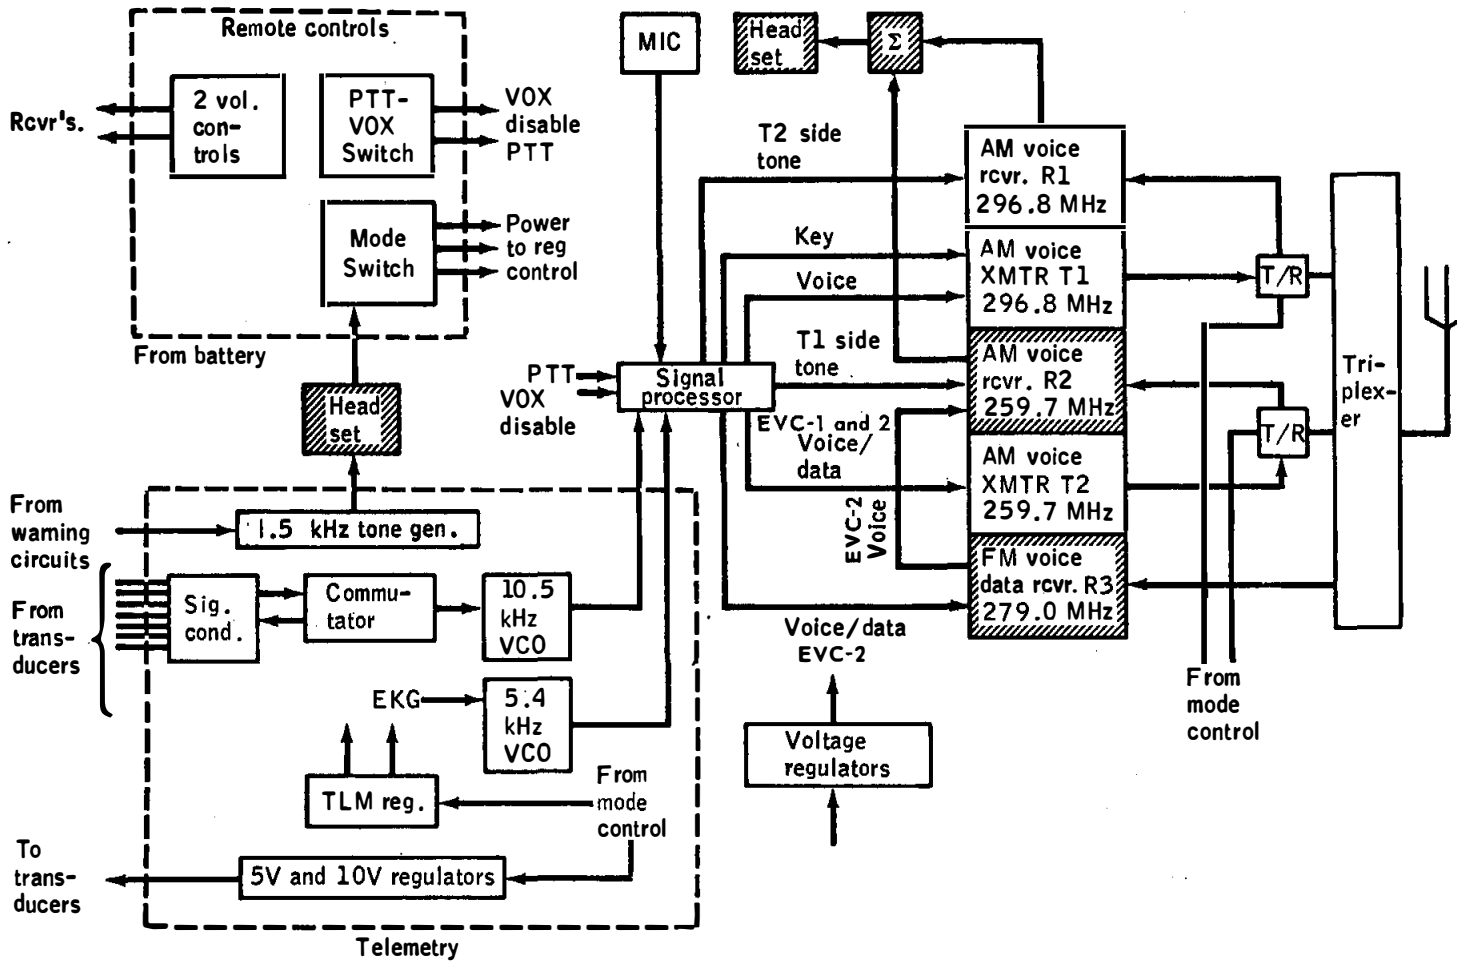 Remote controls
Rcvr's.
2 vol.
con-
trols
PTT-
VOX
Switch
VOX
disable
PTT
Mode
Switch
Power
to reg
control
From battery
Head
set
MIC
Head
set
Σ
T2 side
tone
Key
Voice
T1 side
tone
PTT
VOX
disable
Signal
processor
EVC-1 and 2
Voice/
data
EVC-2
Voice
AM voice
rcvr. R1
296.8 MHz
AM voice
XMTR T1
296.8 MHz
AM voice
rcvr. R2
259.7 MHz
AM voice
XMTR T2
259.7 MHz
FM voice
data rcvr. R3
279.0 MHz
T/R
T/R
Tri-
plex-
er
From
mode
control
Voice/data
EVC-2
Voltage
regulators
From
warning
circuits
1.5 kHz tone gen.
From
trans-
ducers
Sig.
cond.
Commu-
tator
10.5
kHz
VCO
EKG
5.4
kHz
VCO
TLM reg.
From
mode
control
To
trans-
ducers
5V and 10V regulators
Telemetry